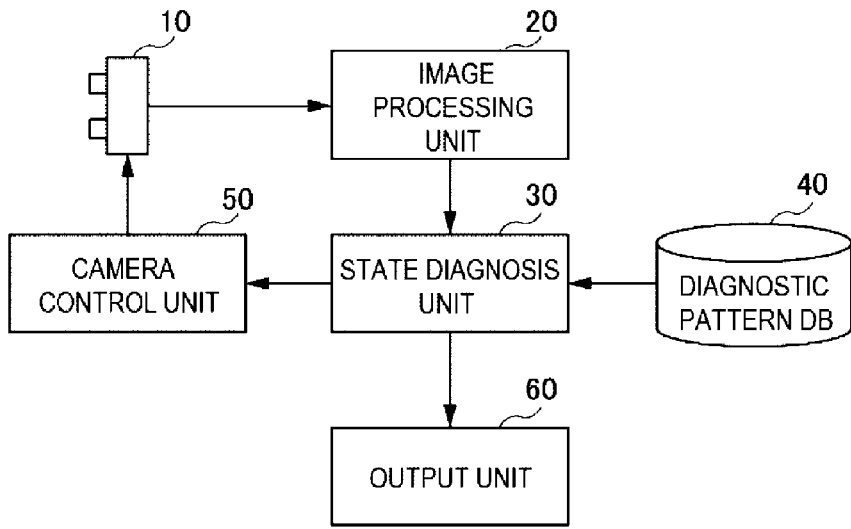 10
20
IMAGE
PROCESSING
UNIT
50
30
40
CAMERA
CONTROL UNIT
STATE DIAGNOSIS
UNIT
DIAGNOSTIC
PATTERN DB
60
OUTPUT UNIT